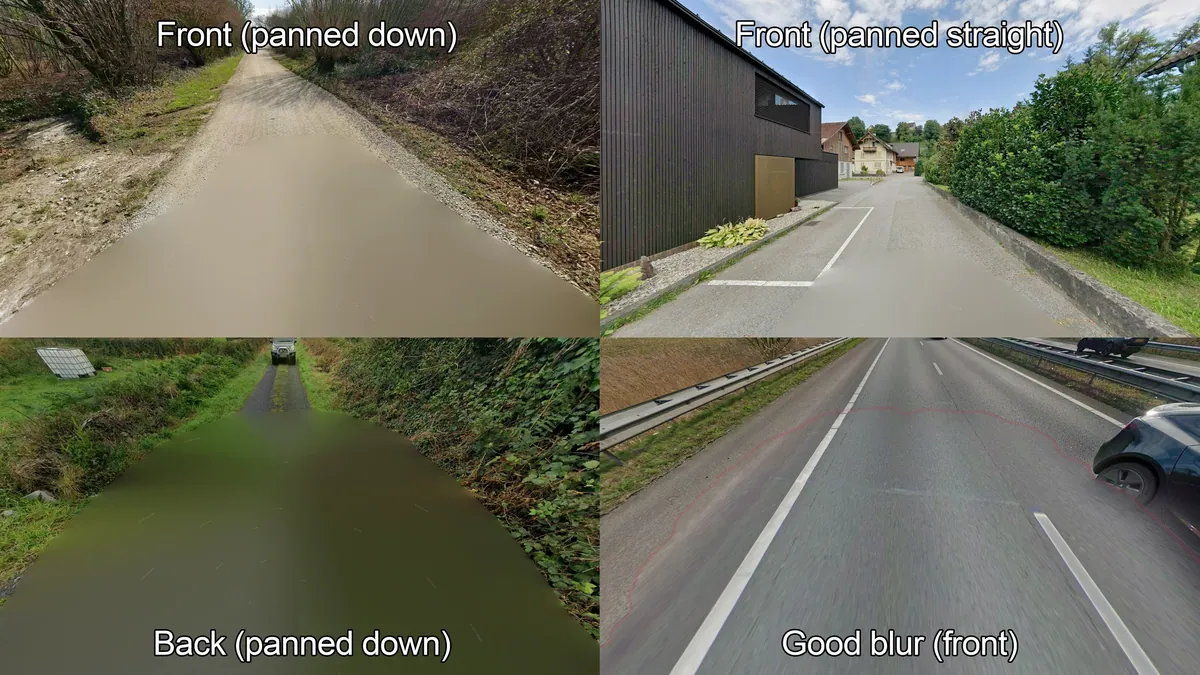 Front (panned down)
Front (panned straight)
Back (panned down)
Good blur (front)